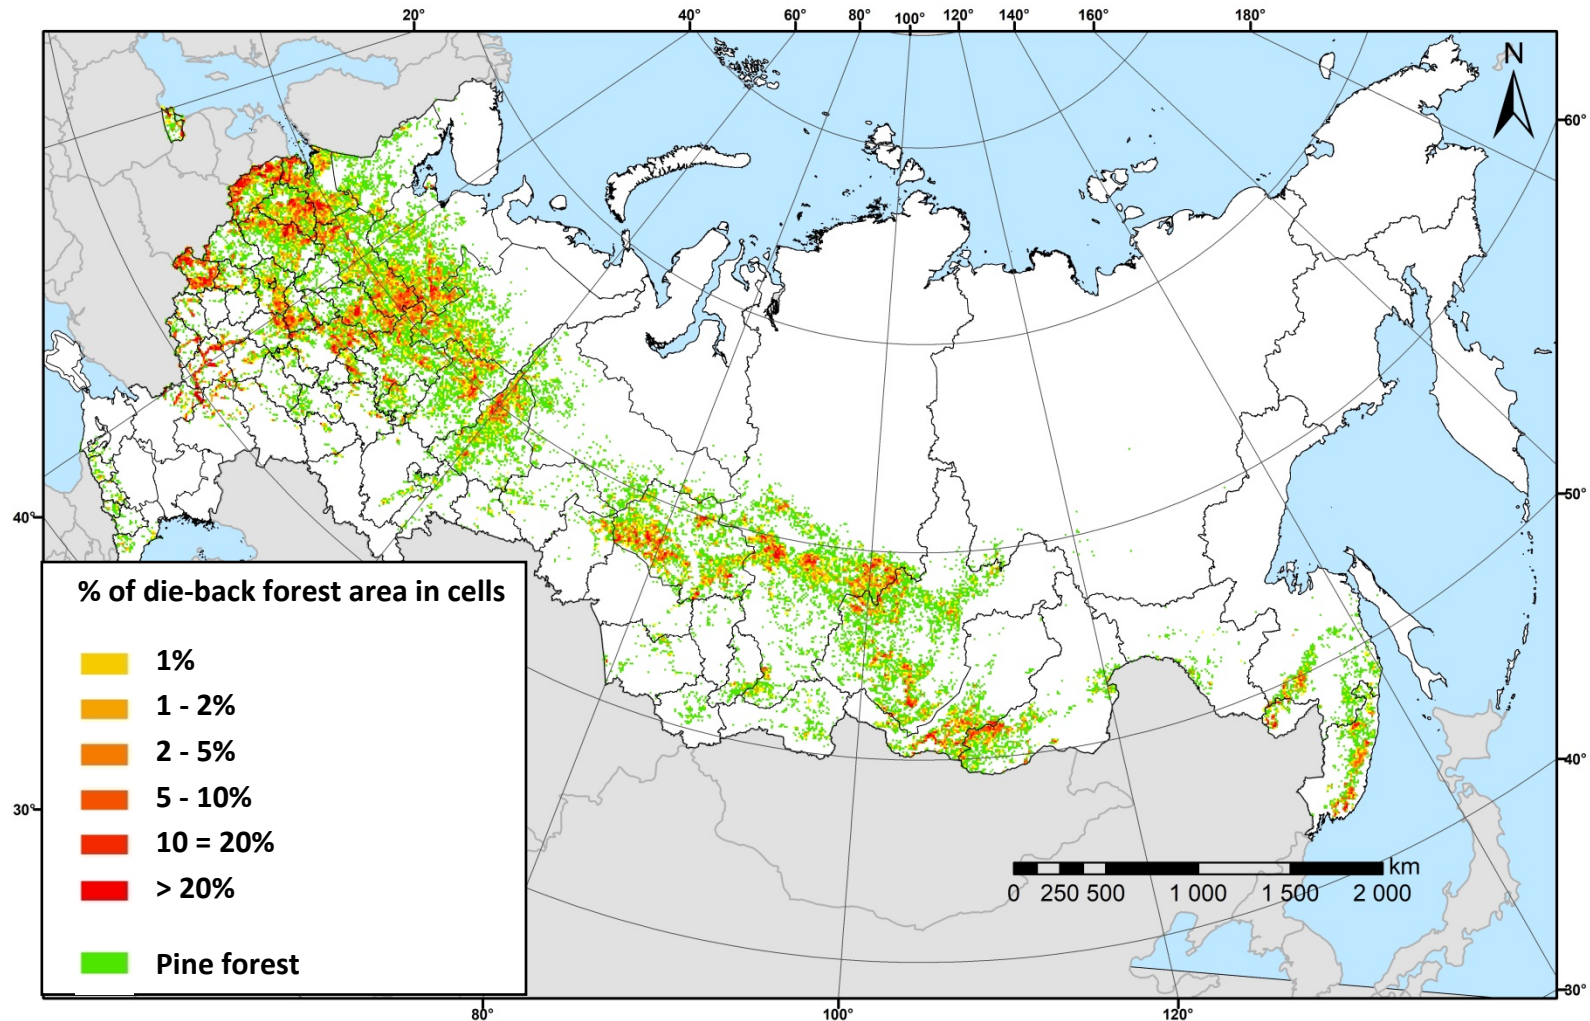 20° 40° 60° 80° 100° 120° 140° 160° 180°
N
60°
50°
40°
40°
30°
30°
% of die-back forest area in cells
1%
1 - 2%
2 - 5%
5 - 10%
10 = 20%
> 20%
Pine forest
km
0 250 500 1 000 1 500 2 000
80° 100° 120°